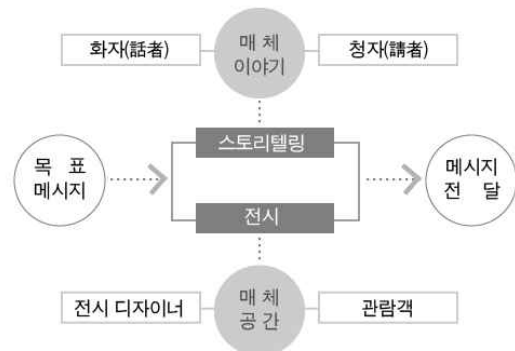 화자(話者)
매 체
이야기
청자(請者)
스토리텔링
목 표
메시지
메시지
전 달
전시
전시 디자이너
매 체
공 간
관람객